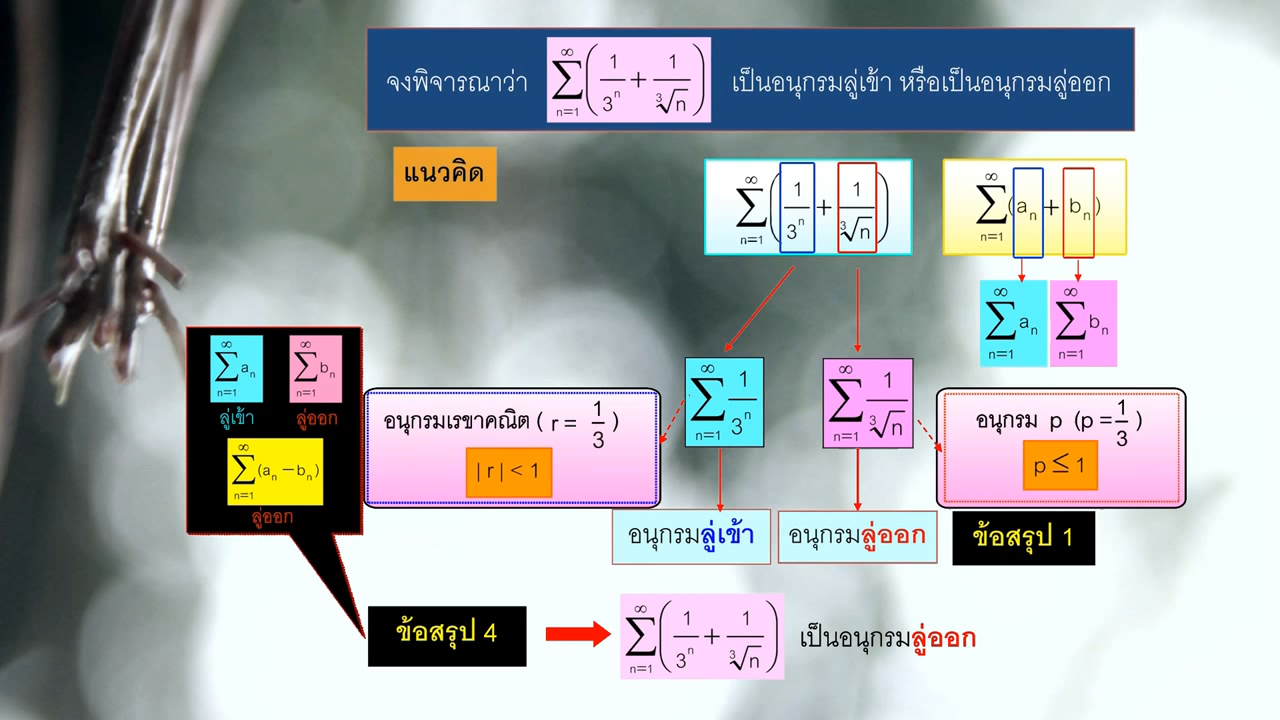 จงพิจารณาว่า ∞∑n=1 (1/3ⁿ + 1/∛n) เป็นอนุกรมลู่เข้า หรือเป็นอนุกรมลู่ออก
แนวคิด
∞∑n=1 (1/3ⁿ + 1/∛n)
∞∑n=1 (aₙ + bₙ)
∞∑n=1 aₙ
∞∑n=1 bₙ
∞∑n=1 aₙ
ลู่เข้า
∞∑n=1 bₙ
ลู่ออก
∞∑n=1 (aₙ − bₙ)
ลู่ออก
อนุกรมเรขาคณิต ( r = 1/3 )
| r | < 1
∞∑n=1 1/3ⁿ
∞∑n=1 1/∛n
อนุกรม p (p = 1/3 )
p ≤ 1
อนุกรมลู่เข้า
อนุกรมลู่ออก
ข้อสรุป 1
ข้อสรุป 4
∞∑n=1 (1/3ⁿ + 1/∛n) เป็นอนุกรมลู่ออก